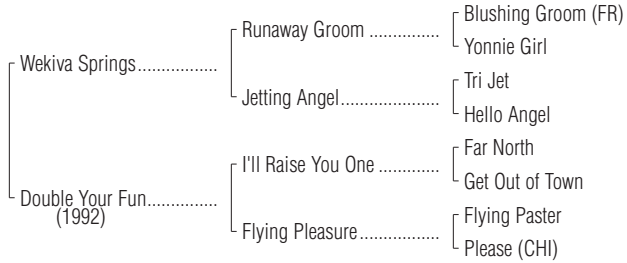 Blushing Groom (FR)
Runaway Groom ...............
Yonnie Girl
Wekiva Springs.................
Tri Jet
Jetting Angel.....................
Hello Angel
Far North
I'll Raise You One .............
Get Out of Town
Double Your Fun...............
(1992)
Flying Paster
Flying Pleasure.................
Please (CHI)